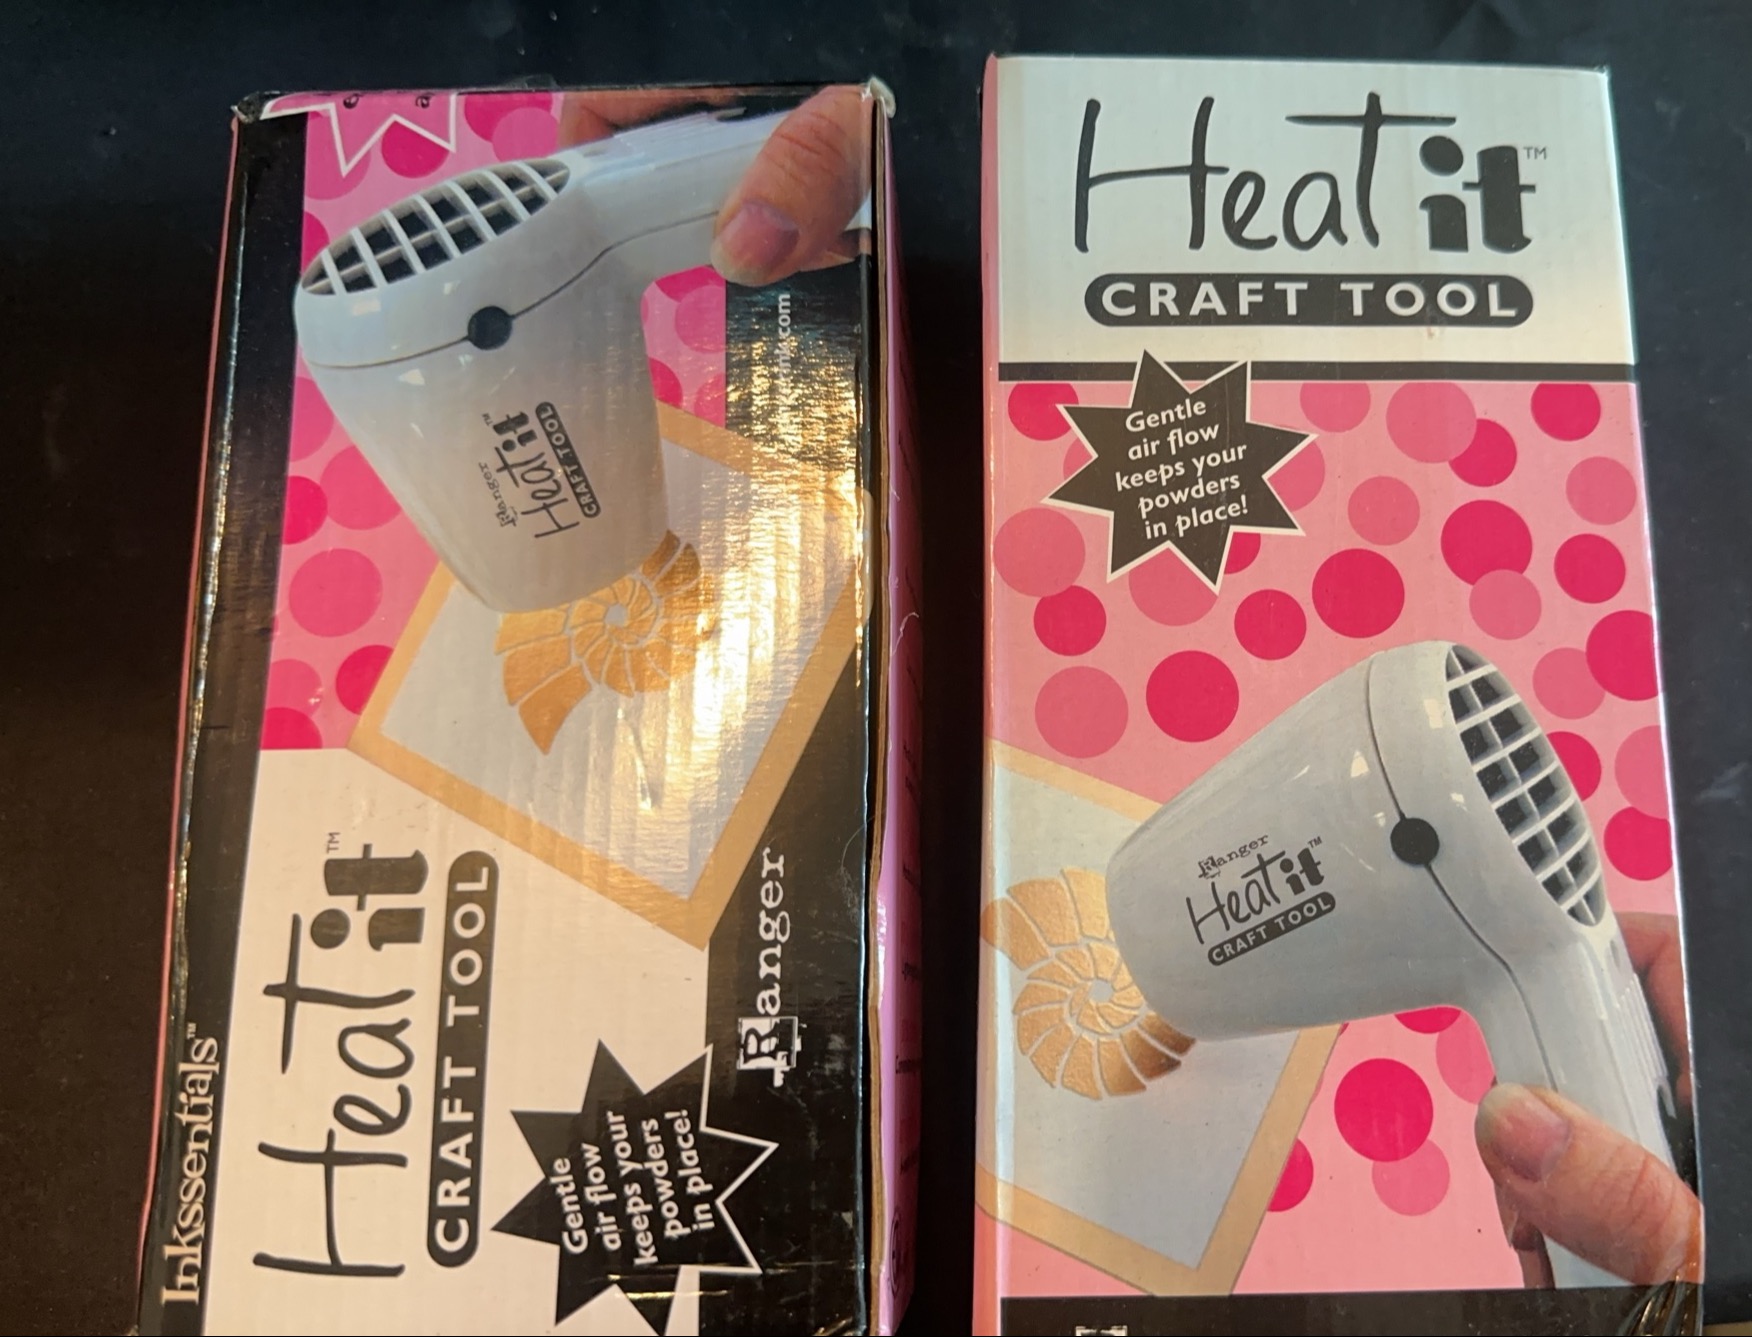 Inkssentials™
Heat it™
CRAFT TOOL
Gentle
air flow
keeps your
powders
in place!
Ranger
Ranger
Heat it™
CRAFT TOOL
Heat it™
CRAFT TOOL
Gentle
air flow
keeps your
powders
in place!
Ranger
Heat it™
CRAFT TOOL